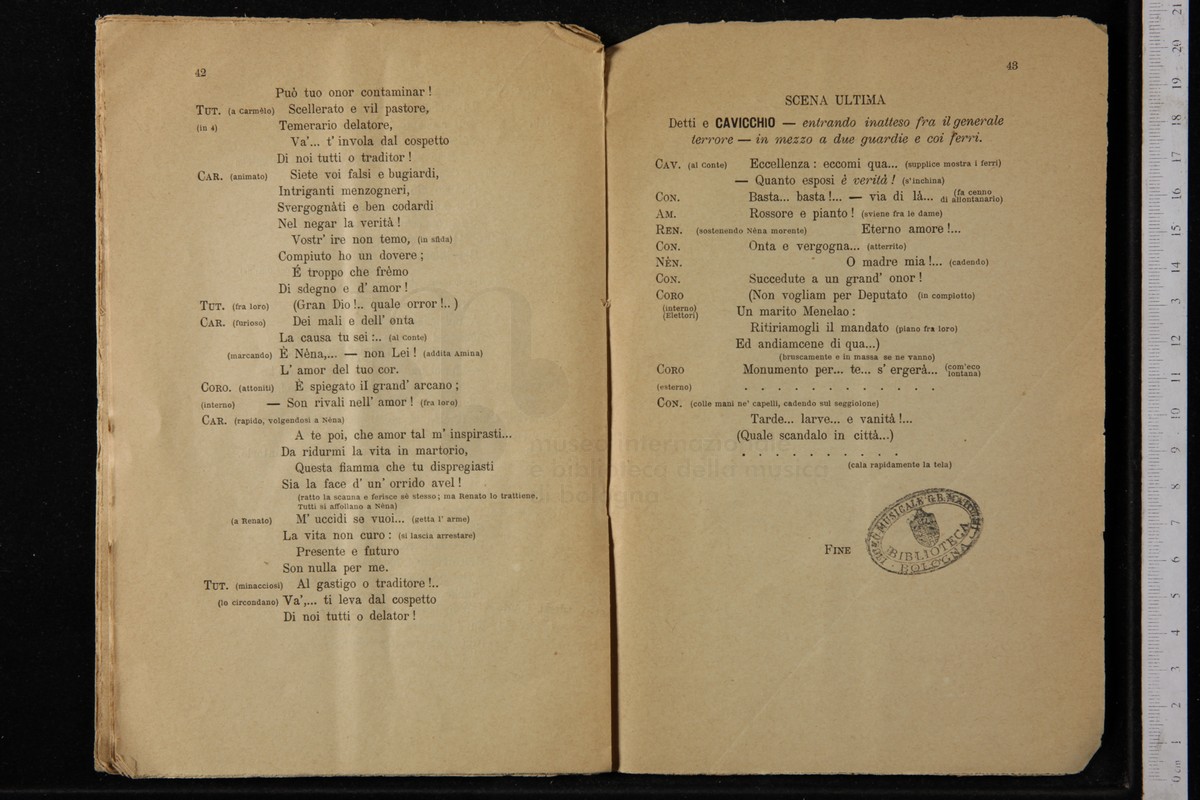 42
Può tuo onor contaminar !
TUT. (a Carmélo) Scellerato e vil pastore,
(in 4) Temerario delatore,
Va'... t' invola dal cospetto
Di noi tutti o traditor !
CAR. (animato) Siete voi falsi e bugiardi,
Intriganti menzogneri,
Svergognàti e ben codardi
Nel negar la verità !
Vostr' ire non temo, (in sfida)
Compiuto ho un dovere ;
È troppo che frêmo
Di sdegno e d' amor !
TUT. (fra loro) (Gran Dio !.. quale orror !.. )
CAR. (furioso) Dei mali e dell' onta
La causa tu sei :.. (al Conte)
(marcando) È Nèna,... — non Lei ! (addita Amina)
L' amor del tuo cor.
CORO. (attoniti) È spiegato il grand' arcano ;
(interno) — Son rivali nell' amor ! (fra loro)
CAR. (rapido, volgendosi a Nèna)
A te poi, che amor tal m' inspirasti...
Da ridurmi la vita in martorio,
Questa fiamma che tu dispregiasti
Sia la face d' un' orrido avel !
(ratto la scauna e ferisce sè stesso ; ma Renato lo trattiene.
Tutti si affollano a Nèna)
(a Renato) M' uccidi se vuoi... (getta l' arme)
La vita non curo : (si lascia arrestare)
Presente e futuro
Son nulla per me.
TUT. (minacciosi) Al gastigo o traditore !..
(lo circondano) Va',... ti leva dal cospetto
Di noi tutti o delator !
43
SCENA ULTIMA
Detti e CAVICCHIO — entrando inatteso fra il generale
terrore — in mezzo a due guardie e coi ferri.
CAV. (al Conte) Eccellenza : eccomi qua... (supplice mostra i ferri)
— Quanto esposi è verità ! (s'inchina)
CON. Basta... basta !... — via di là... (fa cenno di allontanarlo)
AM. Rossore e pianto ! (sviene fra le dame)
REN. (sostenendo Nèna morente) Eterno amore !...
CON. Onta e vergogna... (atterrito)
NÈN. O madre mia !... (cadendo)
CON. Succedute a un grand' onor !
CORO (Non vogliam per Deputato (in complotto)
(interno) (Elettori) Un marito Menelao :
Ritiriamogli il mandato (piano fra loro)
Ed andiamcene di qua...)
(bruscamente e in massa se ne vanno)
CORO Monumento per... te... s' ergerà... (com'eco lontana)
(esterno) . . . . . . . . . . . .
CON. (colle mani ne' capelli, cadendo sul seggiolone)
Tarde... larve... e vanità !...
(Quale scandalo in città...)
. . . . . . . . . .
(cala rapidamente la tela)
FINE
LICEO MUSICALE G.B. MARTINI
BIBLIOTECA
BOLOGNA
museo internazionale
e biblioteca della musica
di bologna